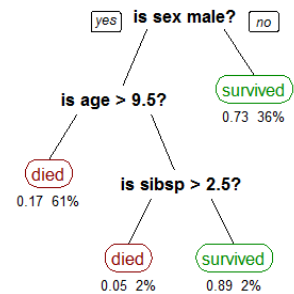 yes is sex male? no
is age > 9.5?
survived
0.73 36%
died
0.17 61%
is sibsp > 2.5?
died
0.05 2%
survived
0.89 2%